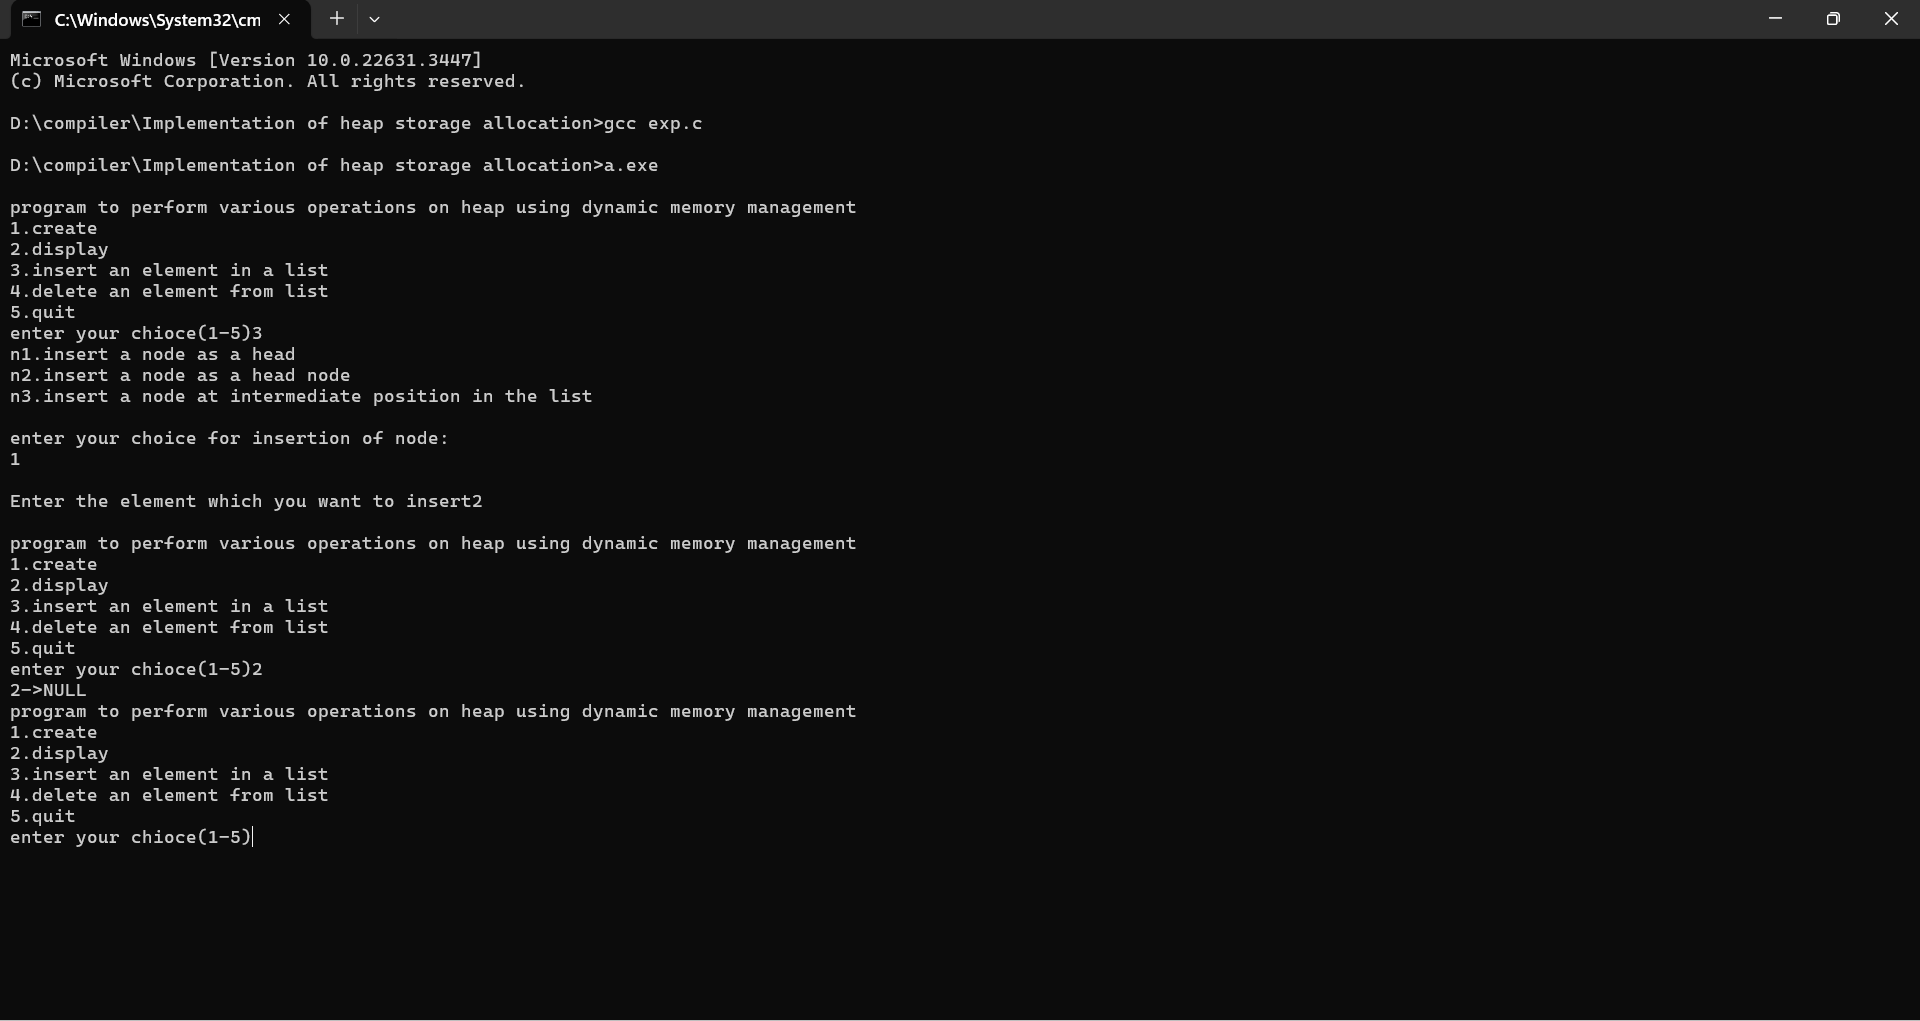 C:\Windows\System32\cm
Microsoft Windows [Version 10.0.22631.3447]
(c) Microsoft Corporation. All rights reserved.
D:\compiler\Implementation of heap storage allocation>gcc exp.c
D:\compiler\Implementation of heap storage allocation>a.exe
program to perform various operations on heap using dynamic memory management
1.create
2.display
3.insert an element in a list
4.delete an element from list
5.quit
enter your chioce(1-5)3
n1.insert a node as a head
n2.insert a node as a head node
n3.insert a node at intermediate position in the list
enter your choice for insertion of node:
1
Enter the element which you want to insert2
program to perform various operations on heap using dynamic memory management
1.create
2.display
3.insert an element in a list
4.delete an element from list
5.quit
enter your chioce(1-5)2
2->NULL
program to perform various operations on heap using dynamic memory management
1.create
2.display
3.insert an element in a list
4.delete an element from list
5.quit
enter your chioce(1-5)